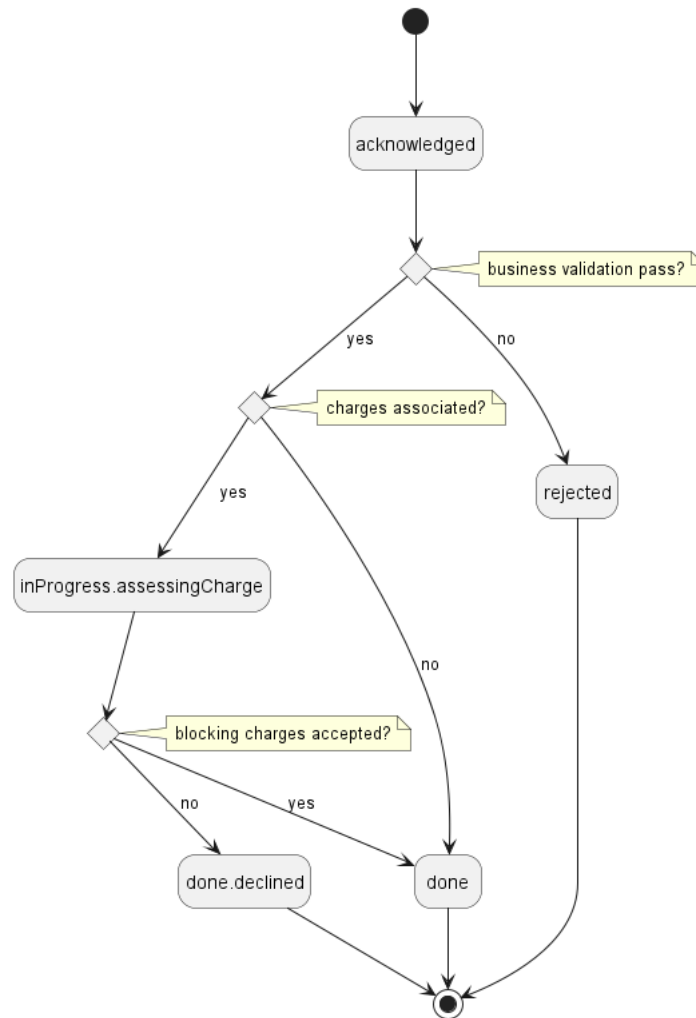 acknowledged
business validation pass?
yes
no
charges associated?
rejected
yes
inProgress.assessingCharge
no
blocking charges accepted?
no
yes
done.declined
done